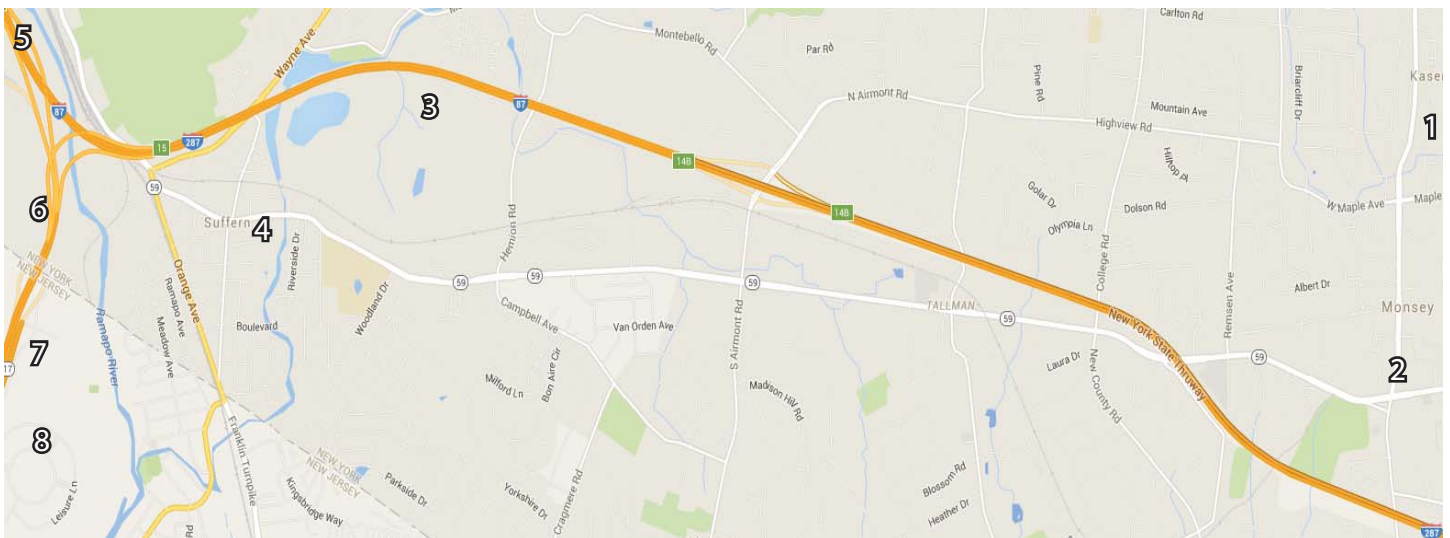 Carlton Rd
Montebello Rd
Par Rd
5
Wayne Ave
Briarcliff Dr
Pine Rd
N Airmont Rd
Mountain Ave
87
3
87
1
Highview Rd
15
287
14B
Hilltop Pl
59
Golar Dr
Dolson Rd
W Maple Ave
Maple
6
Suffern
4
14B
Olympia Ln
Hemion Rd
Riverside Dr
College Rd
NEW YORK
NEW JERSEY
Orange Ave
59
59
59
Albert Dr
Remsen Ave
Woodland Dr
Campbell Ave
TALLMAN
59
Monsey
Ramapo River
Ramapo Ave
Meadow Ave
Boulevard
Van Orden Ave
S Airmont Rd
New York State Thruway
7
17
Laura Dr
59
2
Bon Aire Cir
Milford Ln
Madison Hill Rd
New County Rd
8
Franklin Turnpike
NEW YORK
NEW JERSEY
Leisure Ln
Kingsbridge Way
Parkside Dr
Yorkshire Dr
Cragmere Rd
Blossom Rd
Heather Dr
Rd
287